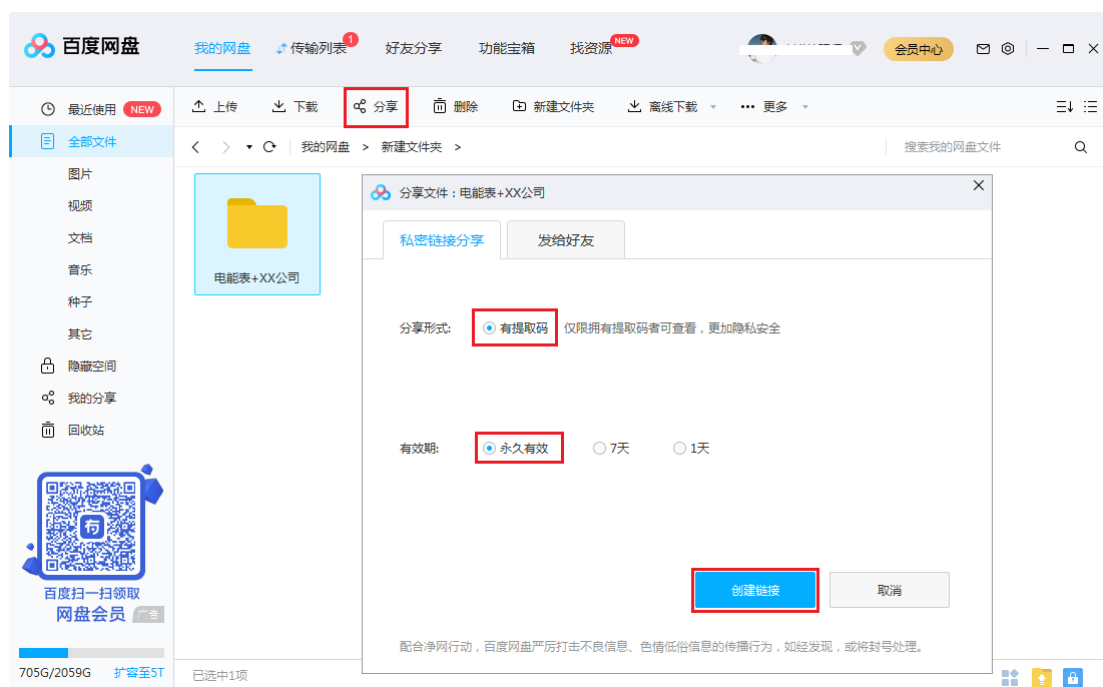 百度网盘
我的网盘 传输列表 1 好友分享 功能宝箱 找资源 NEW
会员中心
最近使用 NEW
全部文件
图片
视频
文档
音乐
种子
其它
隐藏空间
我的分享
回收站
上传 下载 分享 删除 新建文件夹 离线下载 更多
我的网盘 > 新建文件夹 >
搜索我的网盘文件
电能表+XX公司
分享文件：电能表+XX公司
私密链接分享 发给好友
分享形式: 有提取码 仅限拥有提取码者可查看，更加隐私安全
有效期: 永久有效 7天 1天
创建链接 取消
配合净网行动，百度网盘严厉打击不良信息、色情低俗信息的传播行为，如经发现，或将封号处理。
有
百度扫一扫领取
网盘会员 广告
705G/2059G 扩容至5T
已选中1项